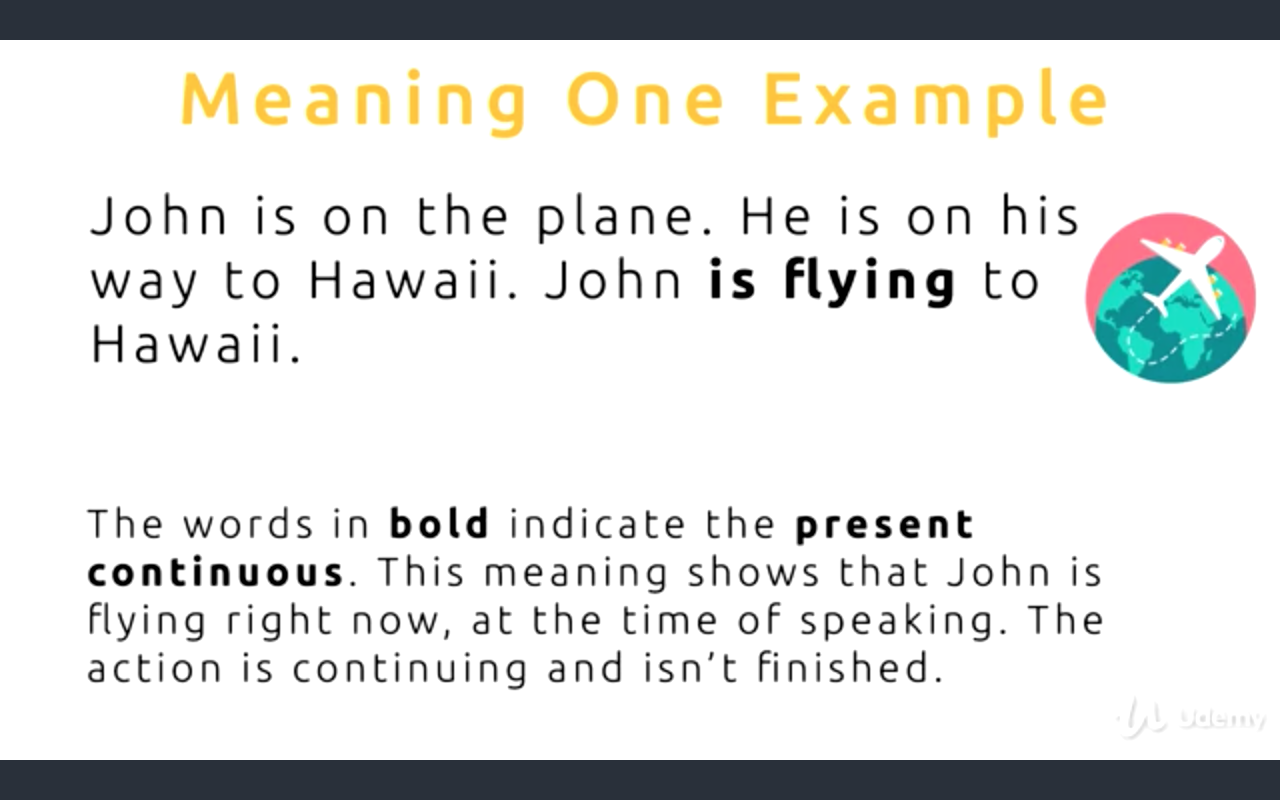 Meaning One Example
John is on the plane. He is on his
way to Hawaii. John is flying to
Hawaii.
The words in bold indicate the present
continuous. This meaning shows that John is
flying right now, at the time of speaking. The
action is continuing and isn’t finished.
Udemy